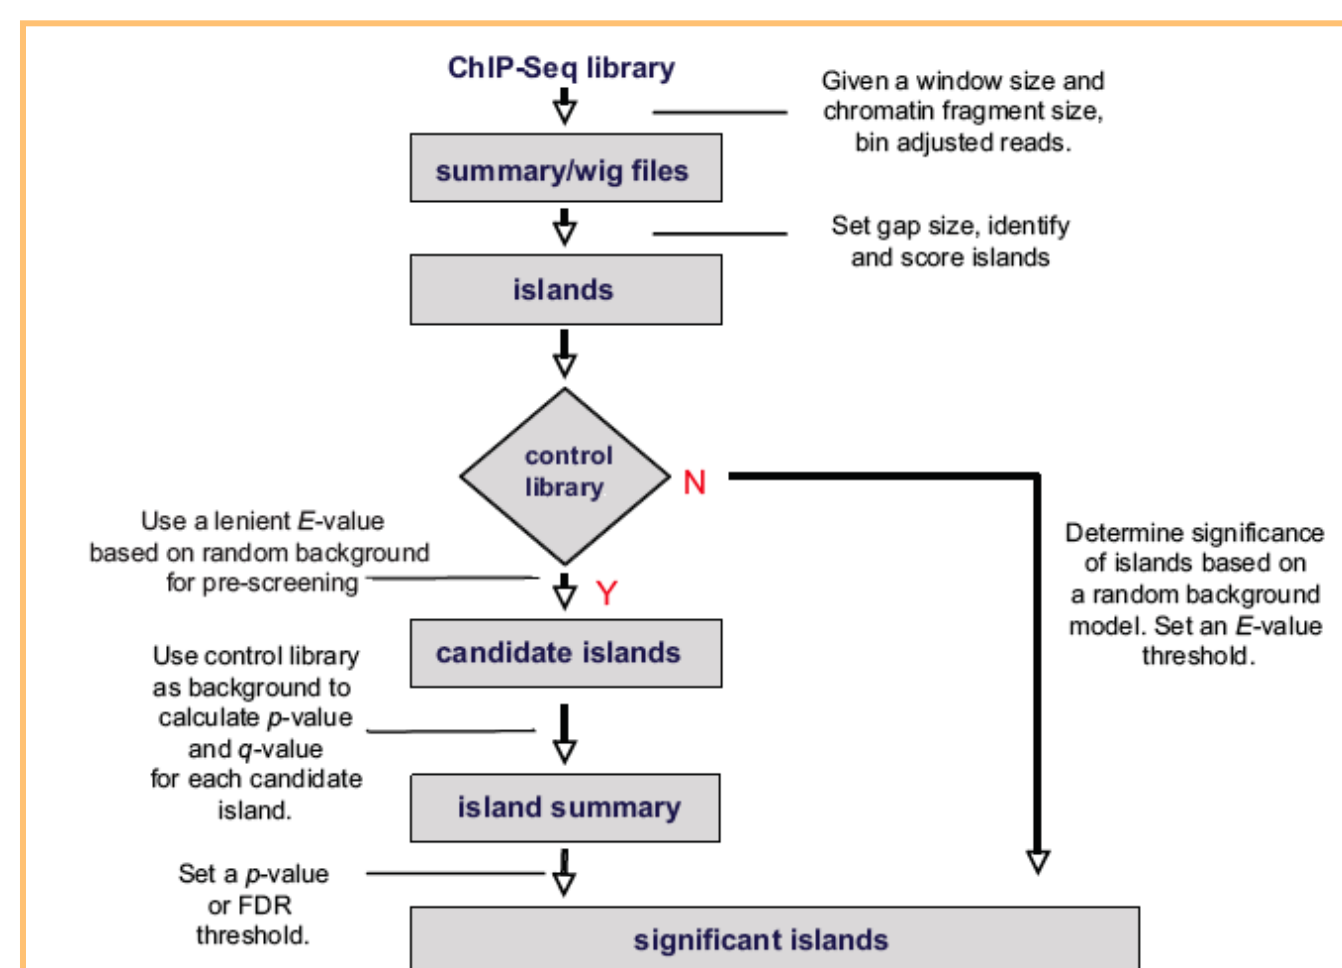 ChIP-Seq library
Given a window size and
chromatin fragment size,
bin adjusted reads.
summary/wig files
Set gap size, identify
and score islands
islands
control
library
N
Use a lenient E-value
based on random background
for pre-screening
Y
Determine significance
of islands based on
a random background
model. Set an E-value
threshold.
candidate islands
Use control library
as background to
calculate p-value
and q-value
for each candidate
island.
island summary
Set a p-value
or FDR
threshold.
significant islands